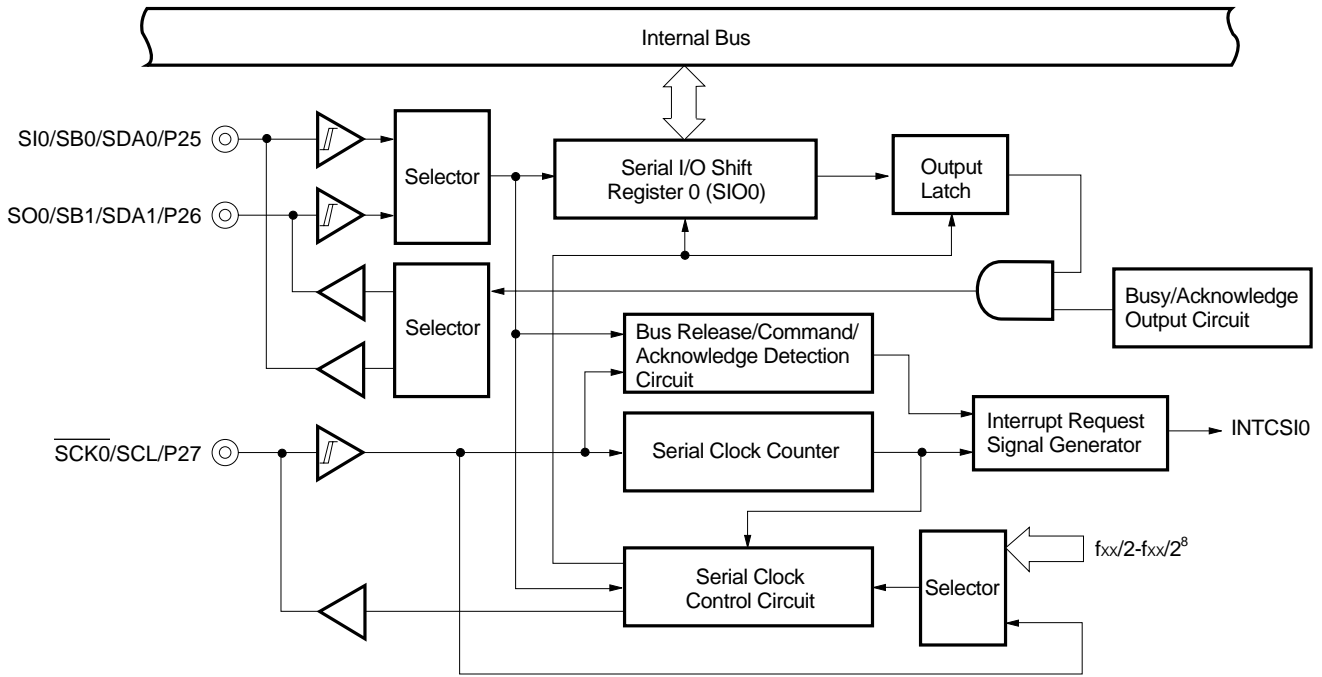 Internal Bus
SI0/SB0/SDA0/P25
Selector
Serial I/O Shift
Register 0 (SIO0)
Output
Latch
SO0/SB1/SDA1/P26
Selector
Busy/Acknowledge
Output Circuit
Bus Release/Command/
Acknowledge Detection
Circuit
SCK0/SCL/P27
Serial Clock Counter
Interrupt Request
Signal Generator
INTCSI0
Serial Clock
Control Circuit
Selector
fxx/2-fxx/2⁸